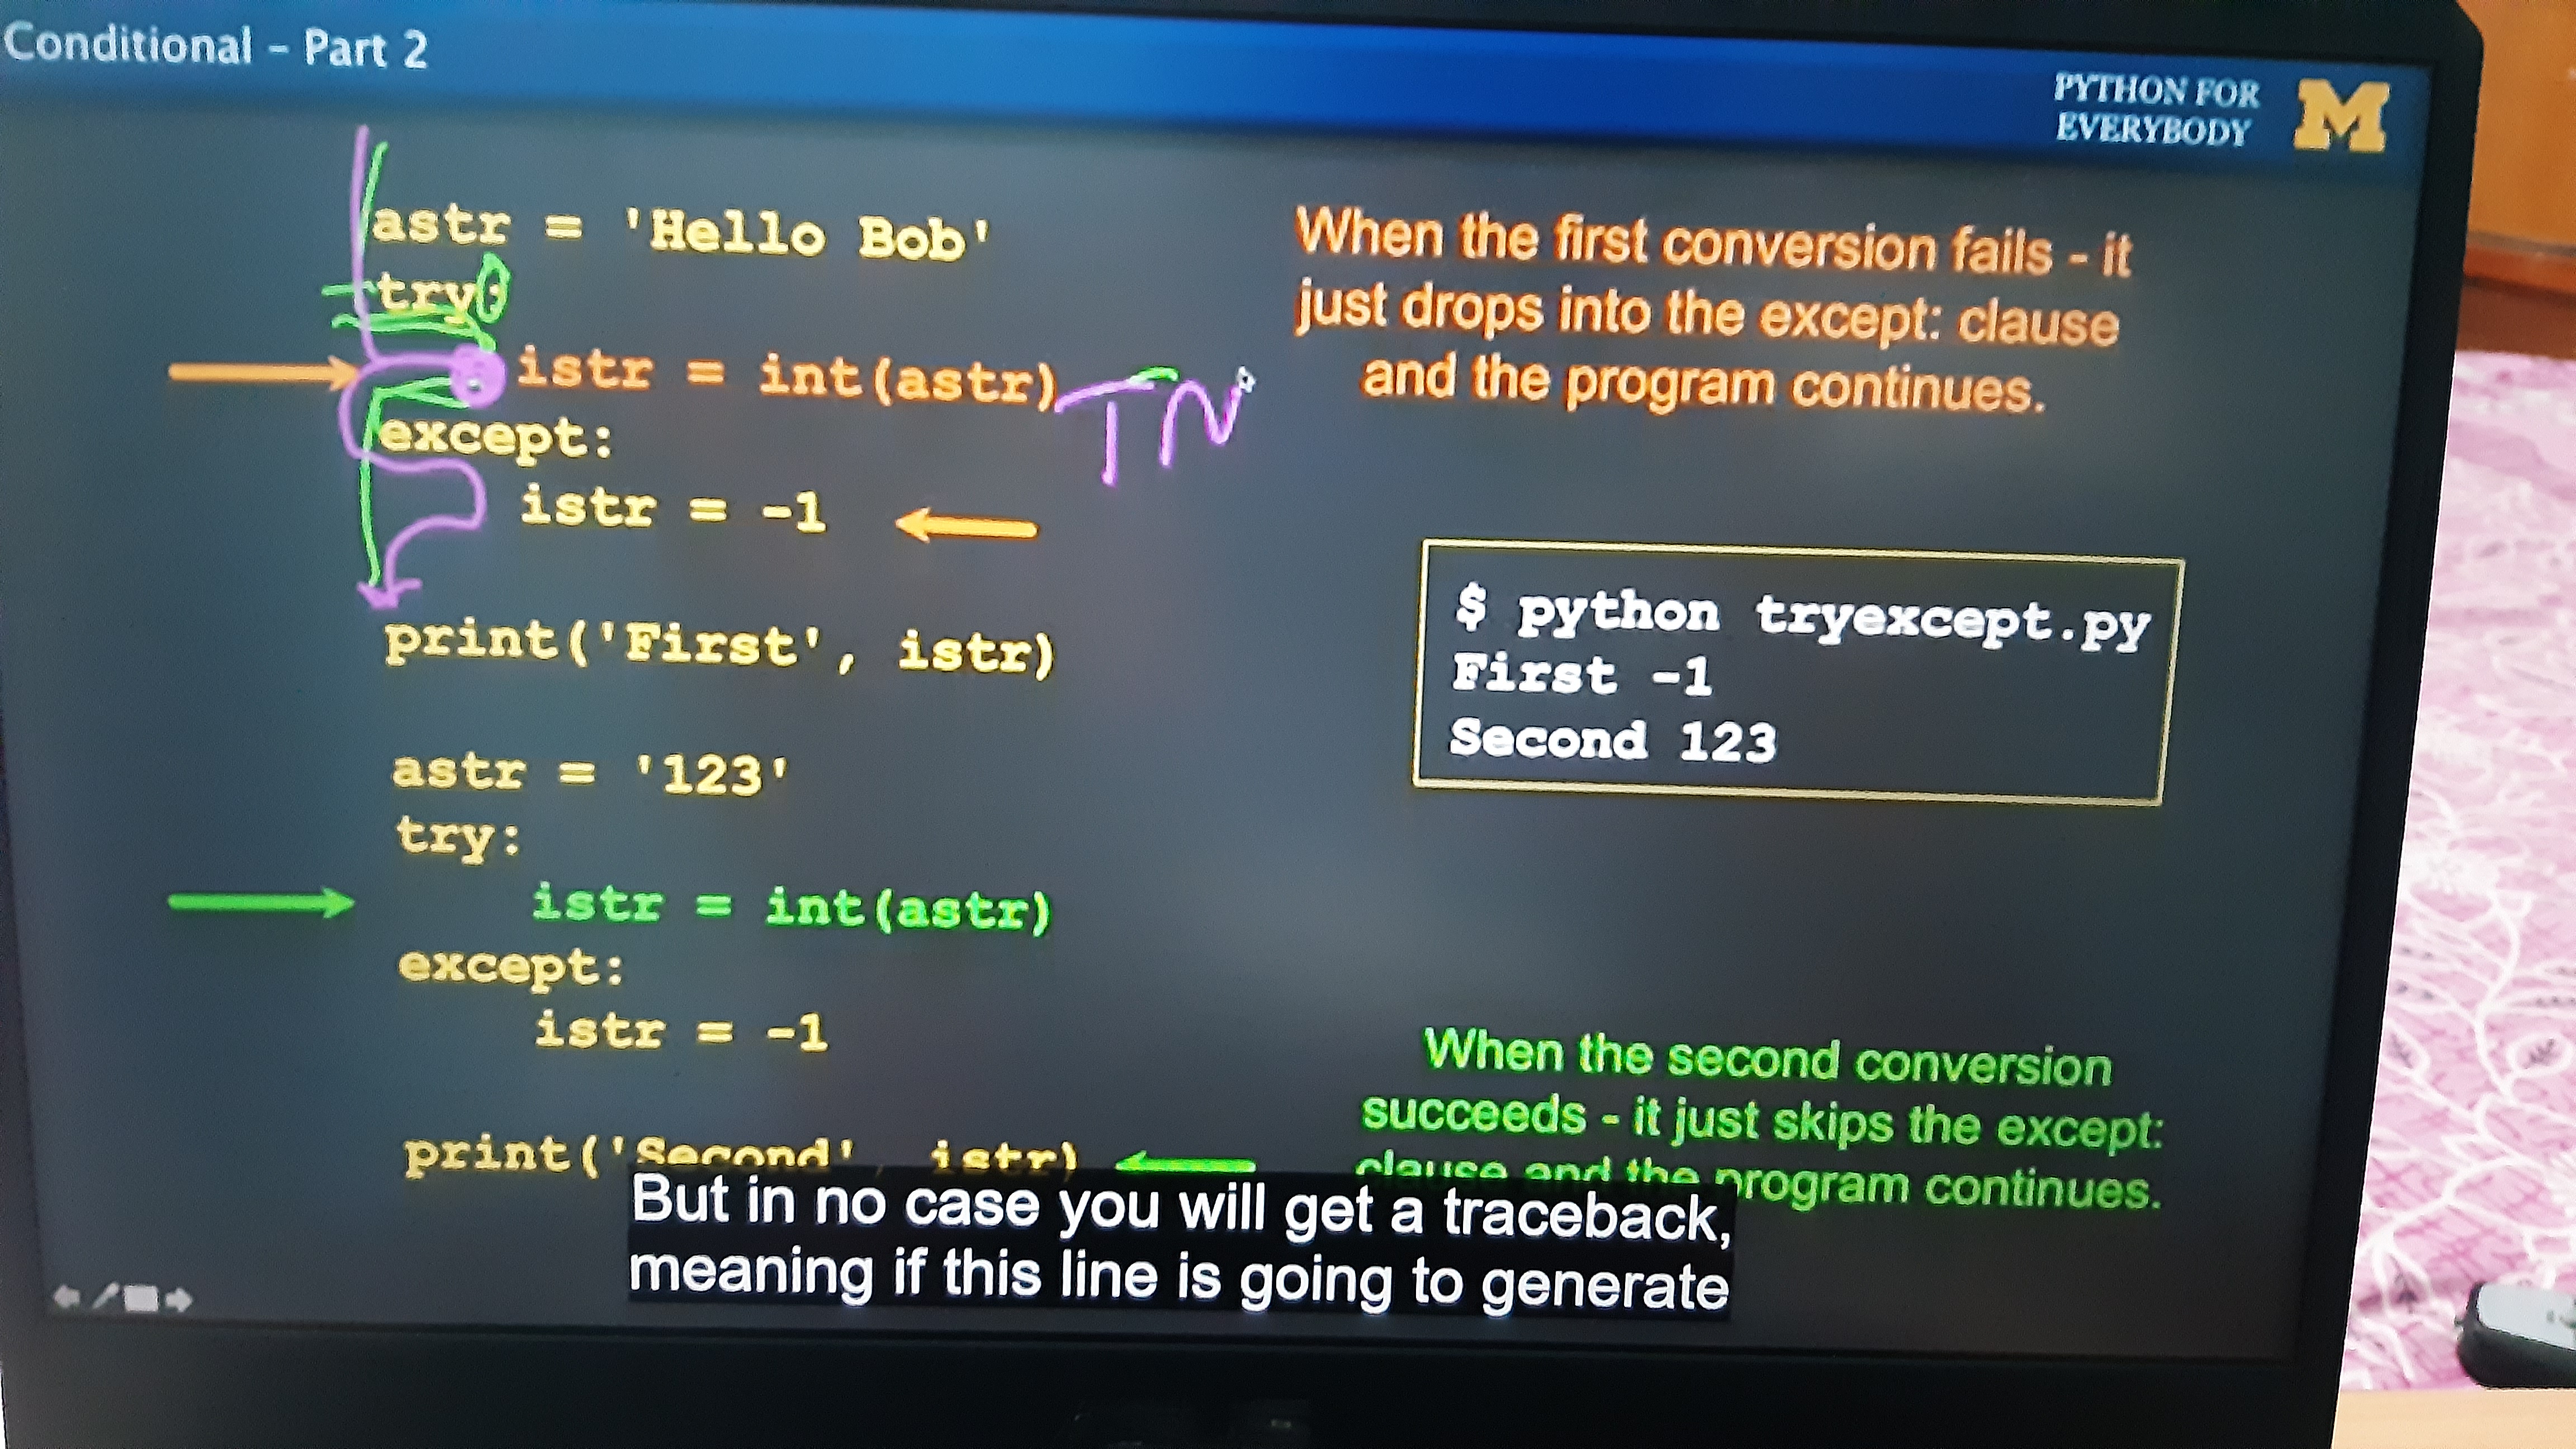 Conditional – Part 2
PYTHON FOR
EVERYBODY
M
astr = 'Hello Bob'
try:
istr = int(astr)
TN
except:
istr = -1
print('First', istr)
astr = '123'
try:
istr = int(astr)
except:
istr = -1
print('Second', istr)
When the first conversion fails - it
just drops into the except: clause
and the program continues.
$ python tryexcept.py
First -1
Second 123
When the second conversion
succeeds - it just skips the except:
clause and the program continues.
But in no case you will get a traceback,
meaning if this line is going to generate